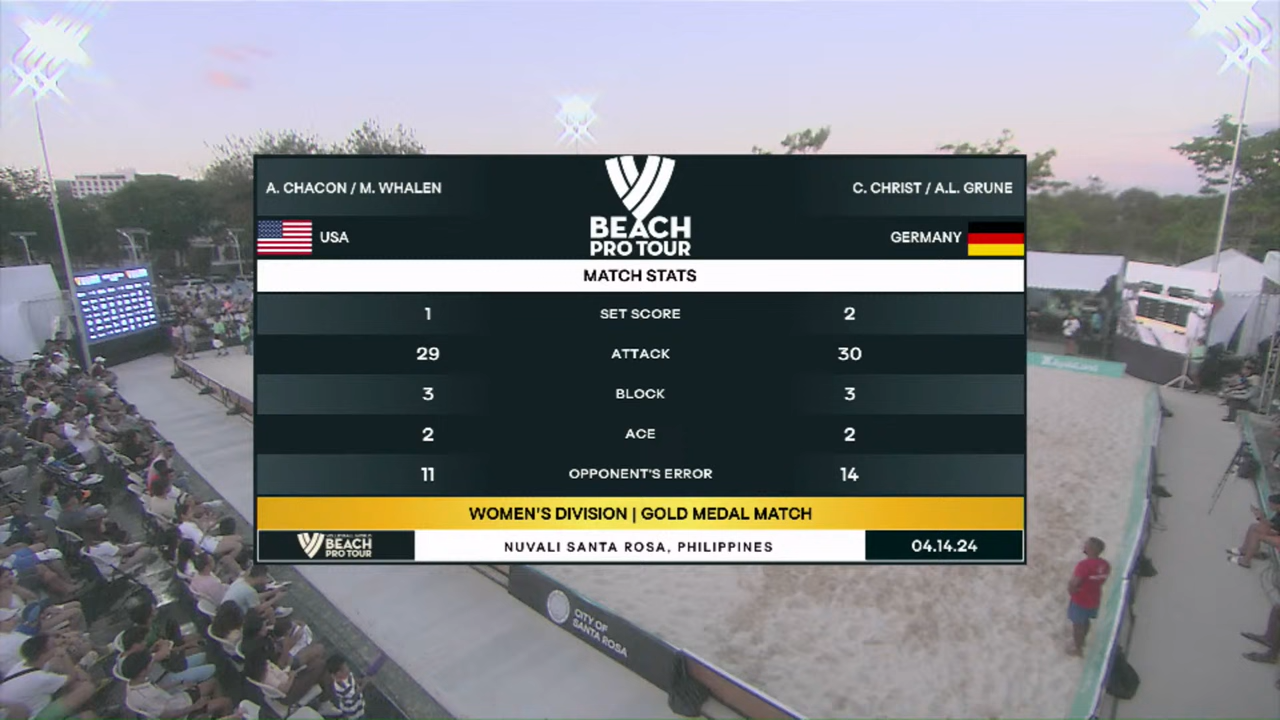 A. CHACON / M. WHALEN
C. CHRIST / A.L. GRUNE
USA
BEACH
PRO TOUR
GERMANY
MATCH STATS
1 SET SCORE 2
29 ATTACK 30
3 BLOCK 3
2 ACE 2
11 OPPONENT'S ERROR 14
WOMEN'S DIVISION | GOLD MEDAL MATCH
BEACH
PRO TOUR
NUVALI SANTA ROSA, PHILIPPINES
04.14.24
CITY OF
SANTA ROSA